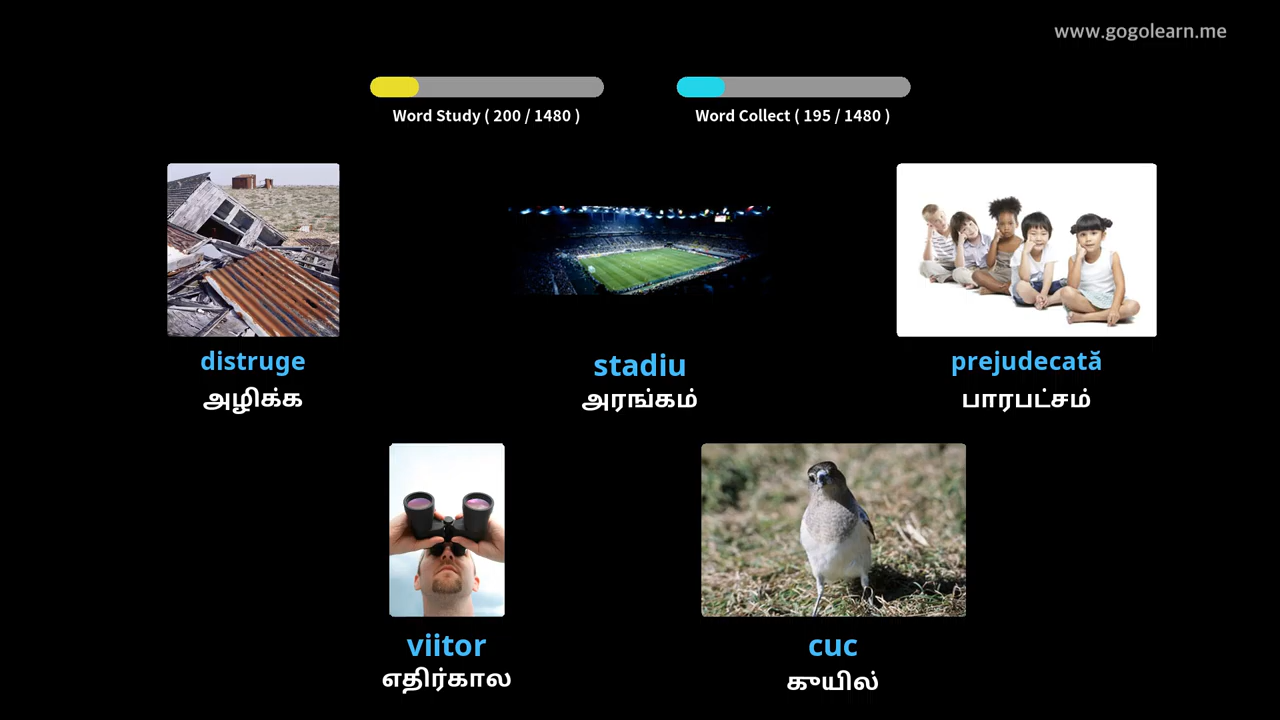 www.gogolearn.me
Word Study ( 200 / 1480 )
Word Collect ( 195 / 1480 )
distruge
அழிக்க
stadiu
அரங்கம்
prejudecată
பாரபட்சம்
viitor
எதிர்கால
cuc
குயில்